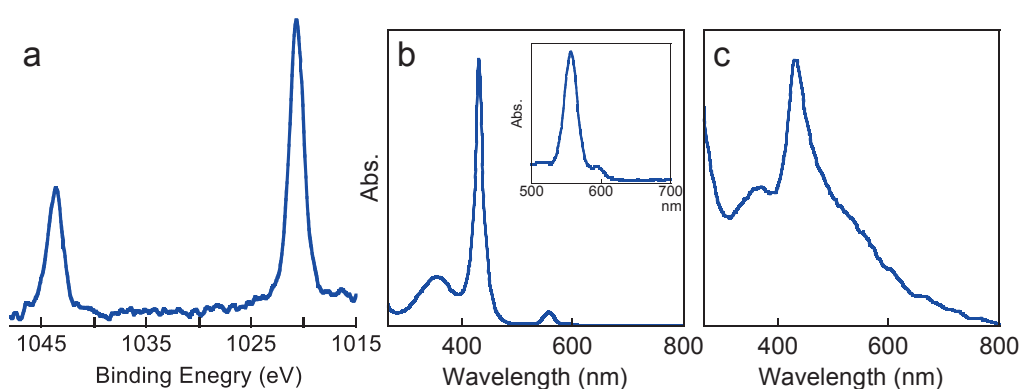 a
1045 1035 1025 1015
Binding Enegry (eV)
b
Abs.
400 600 800
Wavelength (nm)
Abs.
500 600 700
nm
c
400 600 800
Wavelength (nm)